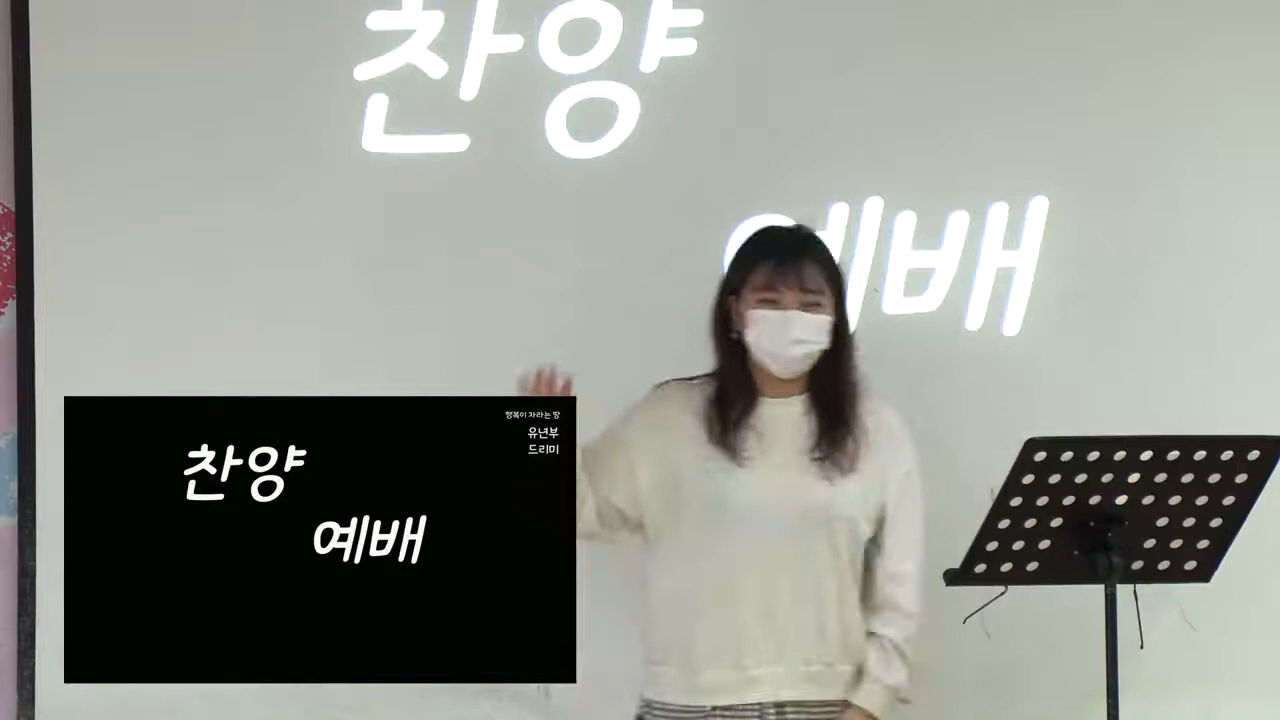 찬양
예배
행복이 자라는 땅
유년부
드리미
찬양
예배